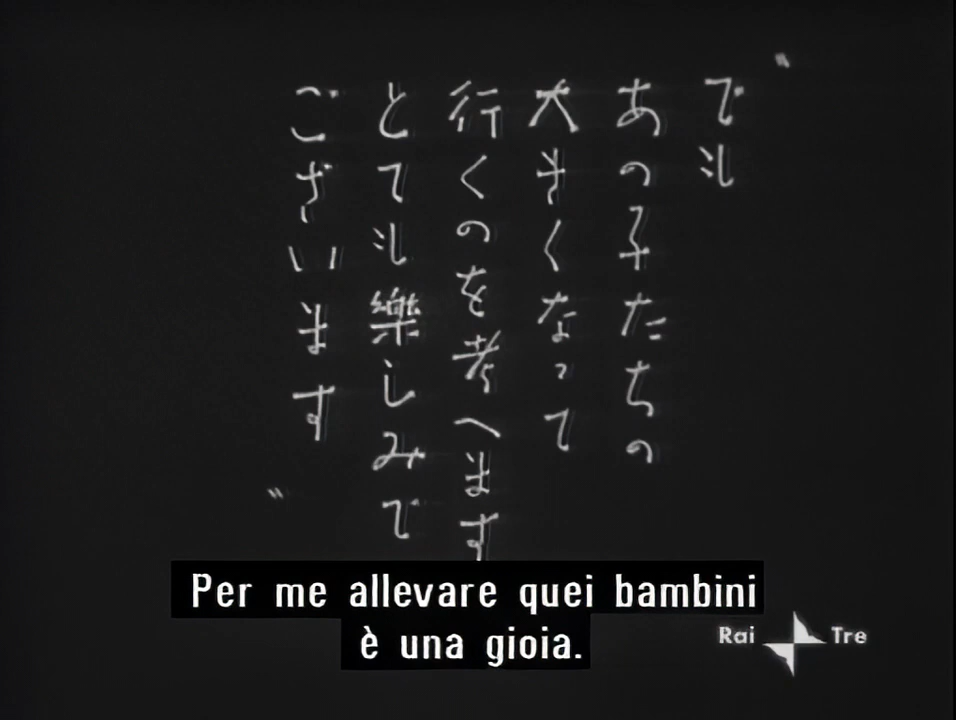 "でも
あの子たちの
大きくなって
行くのを考へます
とても樂しみで
ございます"
Per me allevare quei bambini
è una gioia.
Rai Tre